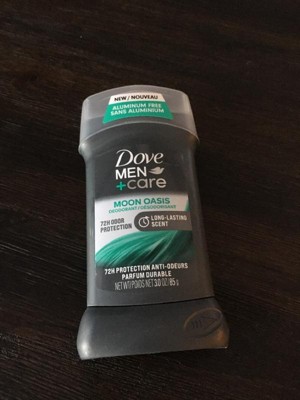 NEW / NOUVEAU
ALUMINUM FREE
SANS ALUMINIUM
Dove
MEN
+care
MOON OASIS
DEODORANT / DÉSODORISANT
72H ODOR
PROTECTION
LONG-LASTING
SCENT
72H PROTECTION ANTI-ODEURS
PARFUM DURABLE
NET WT/POIDS NET 3.0 OZ/85 g